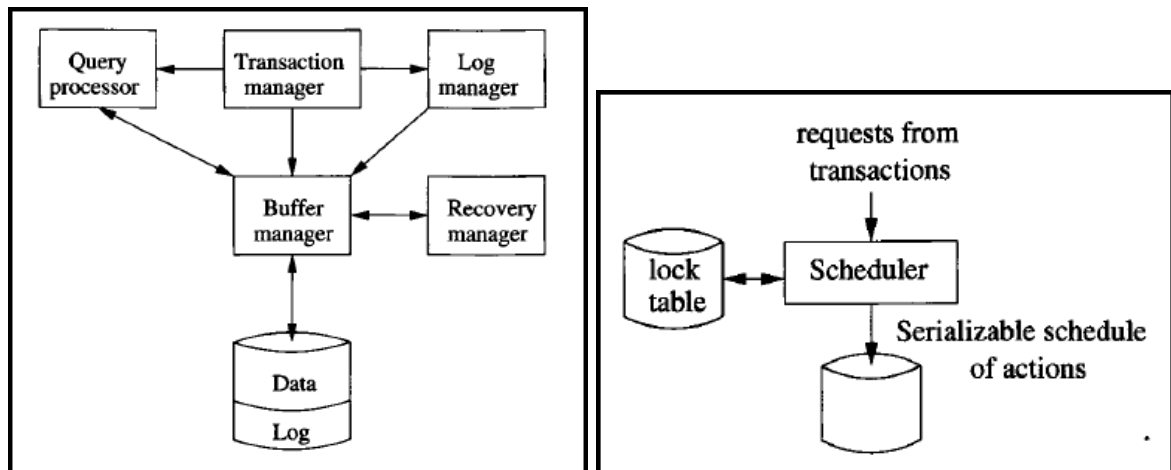 Query
processor
Transaction
manager
Log
manager
Buffer
manager
Recovery
manager
Data
Log
requests from
transactions
lock
table
Scheduler
Serializable schedule
of actions